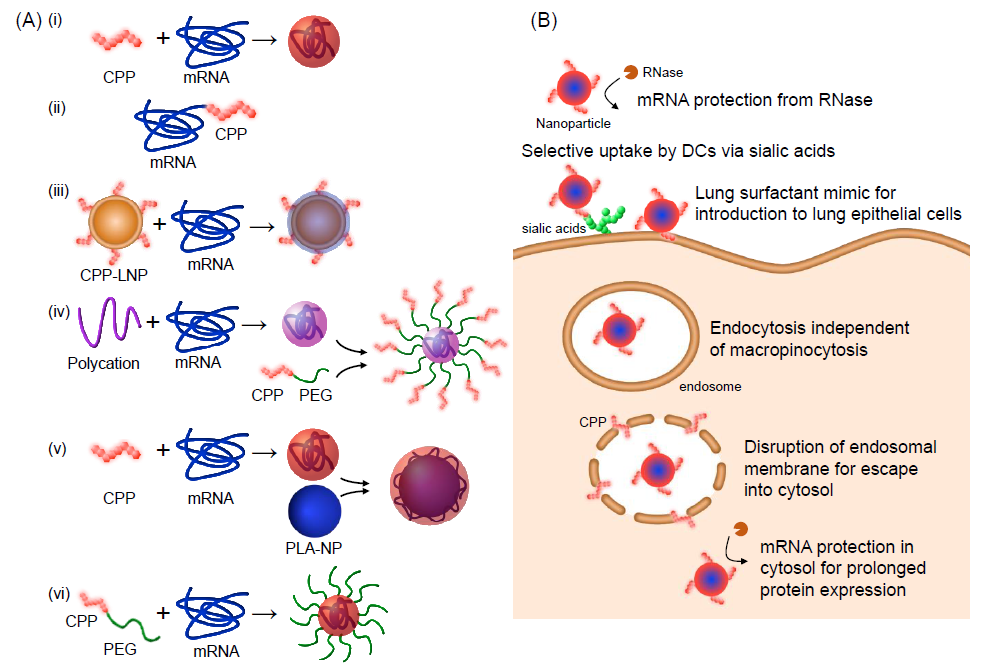 (A)
(i)
CPP
mRNA
(ii)
CPP
mRNA
(iii)
CPP-LNP
mRNA
(iv)
Polycation
mRNA
CPP PEG
(v)
CPP
mRNA
PLA-NP
(vi)
CPP
PEG
mRNA
(B)
RNase
mRNA protection from RNase
Nanoparticle
Selective uptake by DCs via sialic acids
Lung surfactant mimic for
introduction to lung epithelial cells
sialic acids
Endocytosis independent
of macropinocytosis
endosome
CPP
Disruption of endosomal
membrane for escape
into cytosol
mRNA protection in
cytosol for prolonged
protein expression